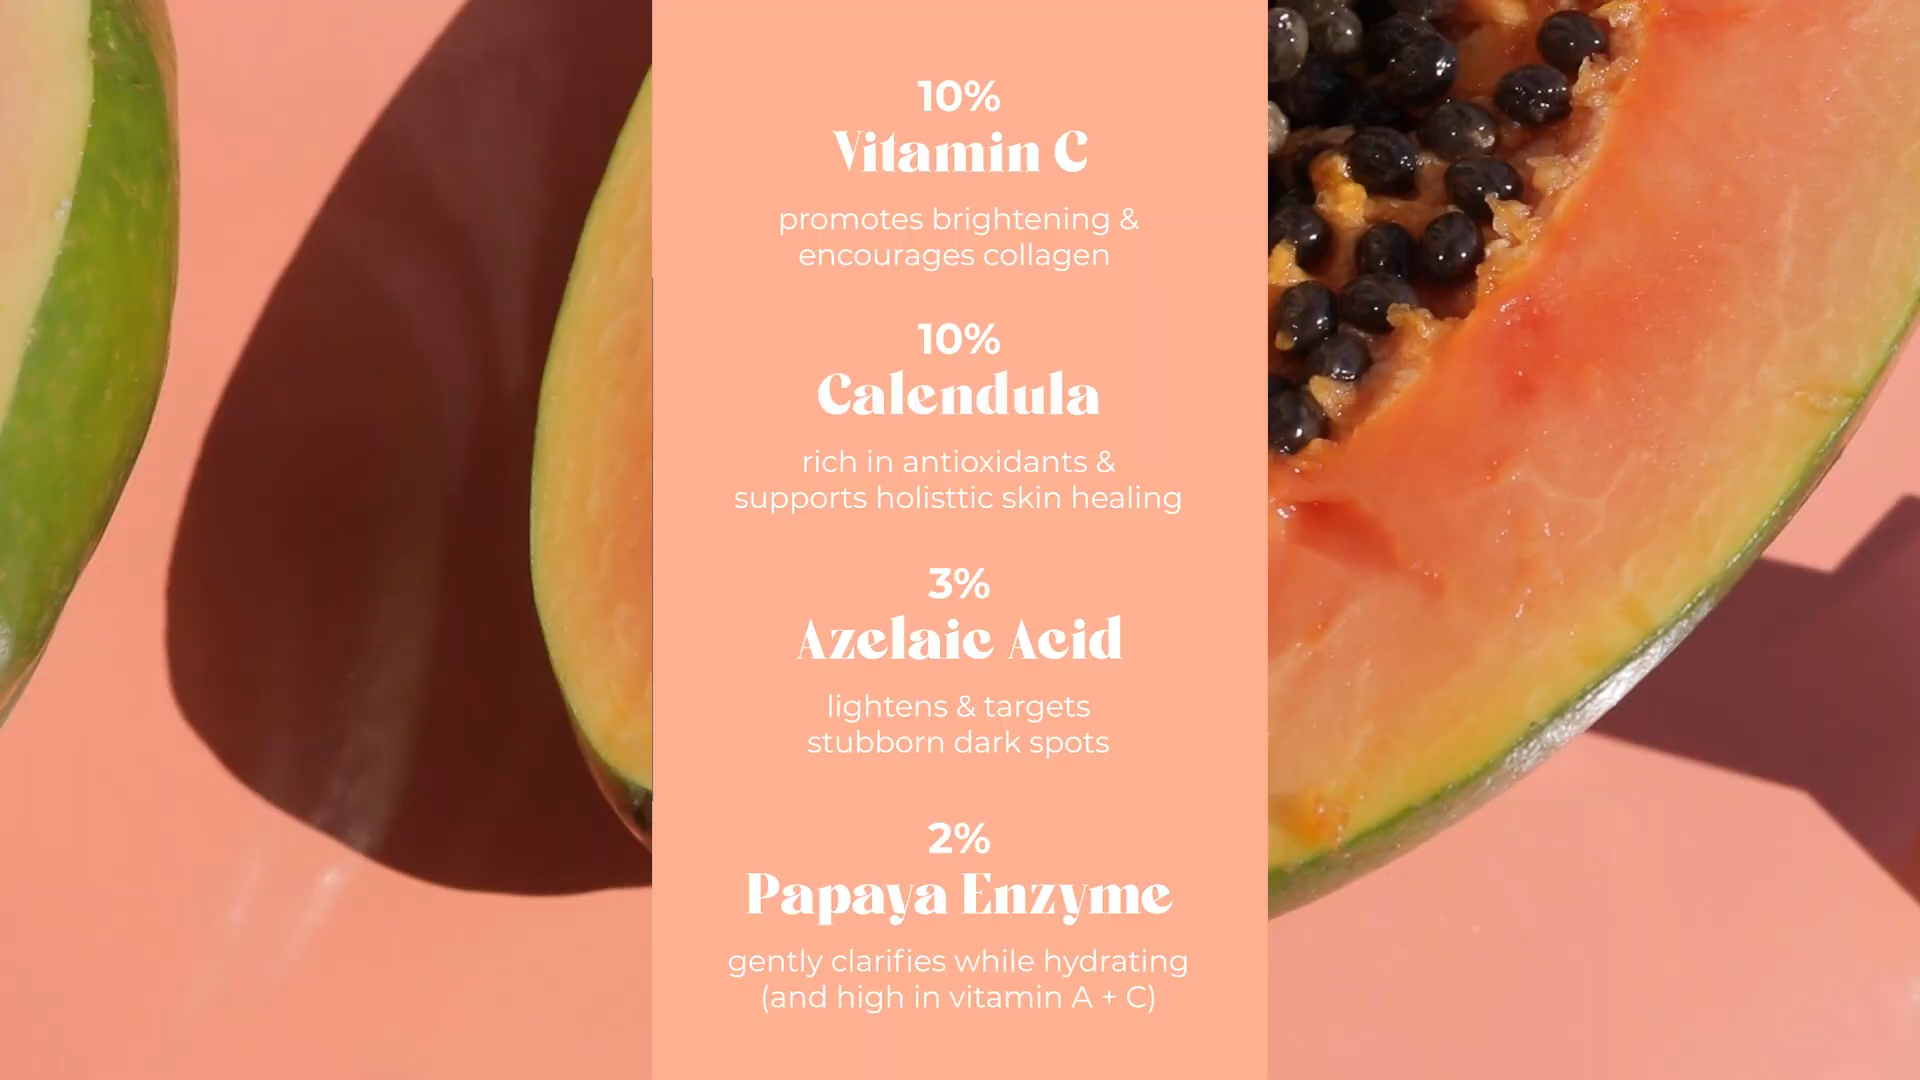 10%
Vitamin C
promotes brightening &
encourages collagen
10%
Calendula
rich in antioxidants &
supports holisttic skin healing
3%
Azelaic Acid
lightens & targets
stubborn dark spots
2%
Papaya Enzyme
gently clarifies while hydrating
(and high in vitamin A + C)